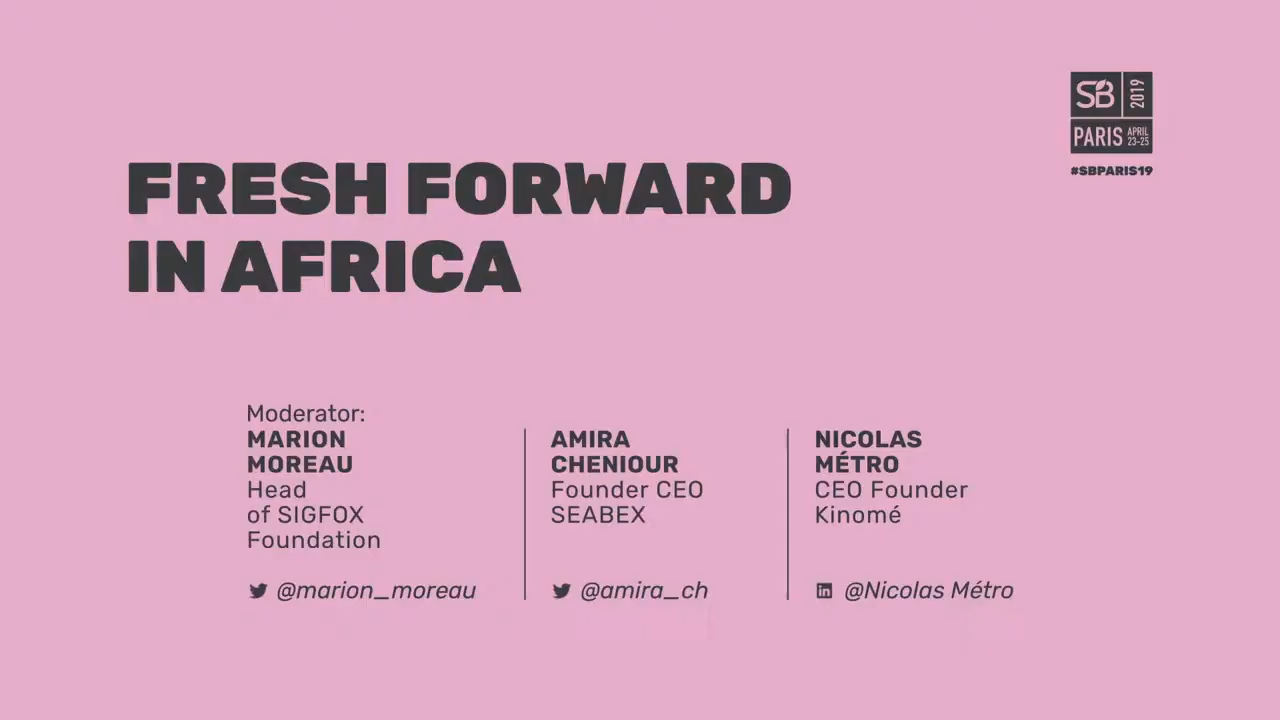 SB 2019
PARIS APRIL 23-25
#SBPARIS19
FRESH FORWARD
IN AFRICA
Moderator:
MARION
MOREAU
Head
of SIGFOX
Foundation
@marion_moreau
AMIRA
CHENIOUR
Founder CEO
SEABEX
@amira_ch
NICOLAS
MÉTRO
CEO Founder
Kinomé
@Nicolas Métro